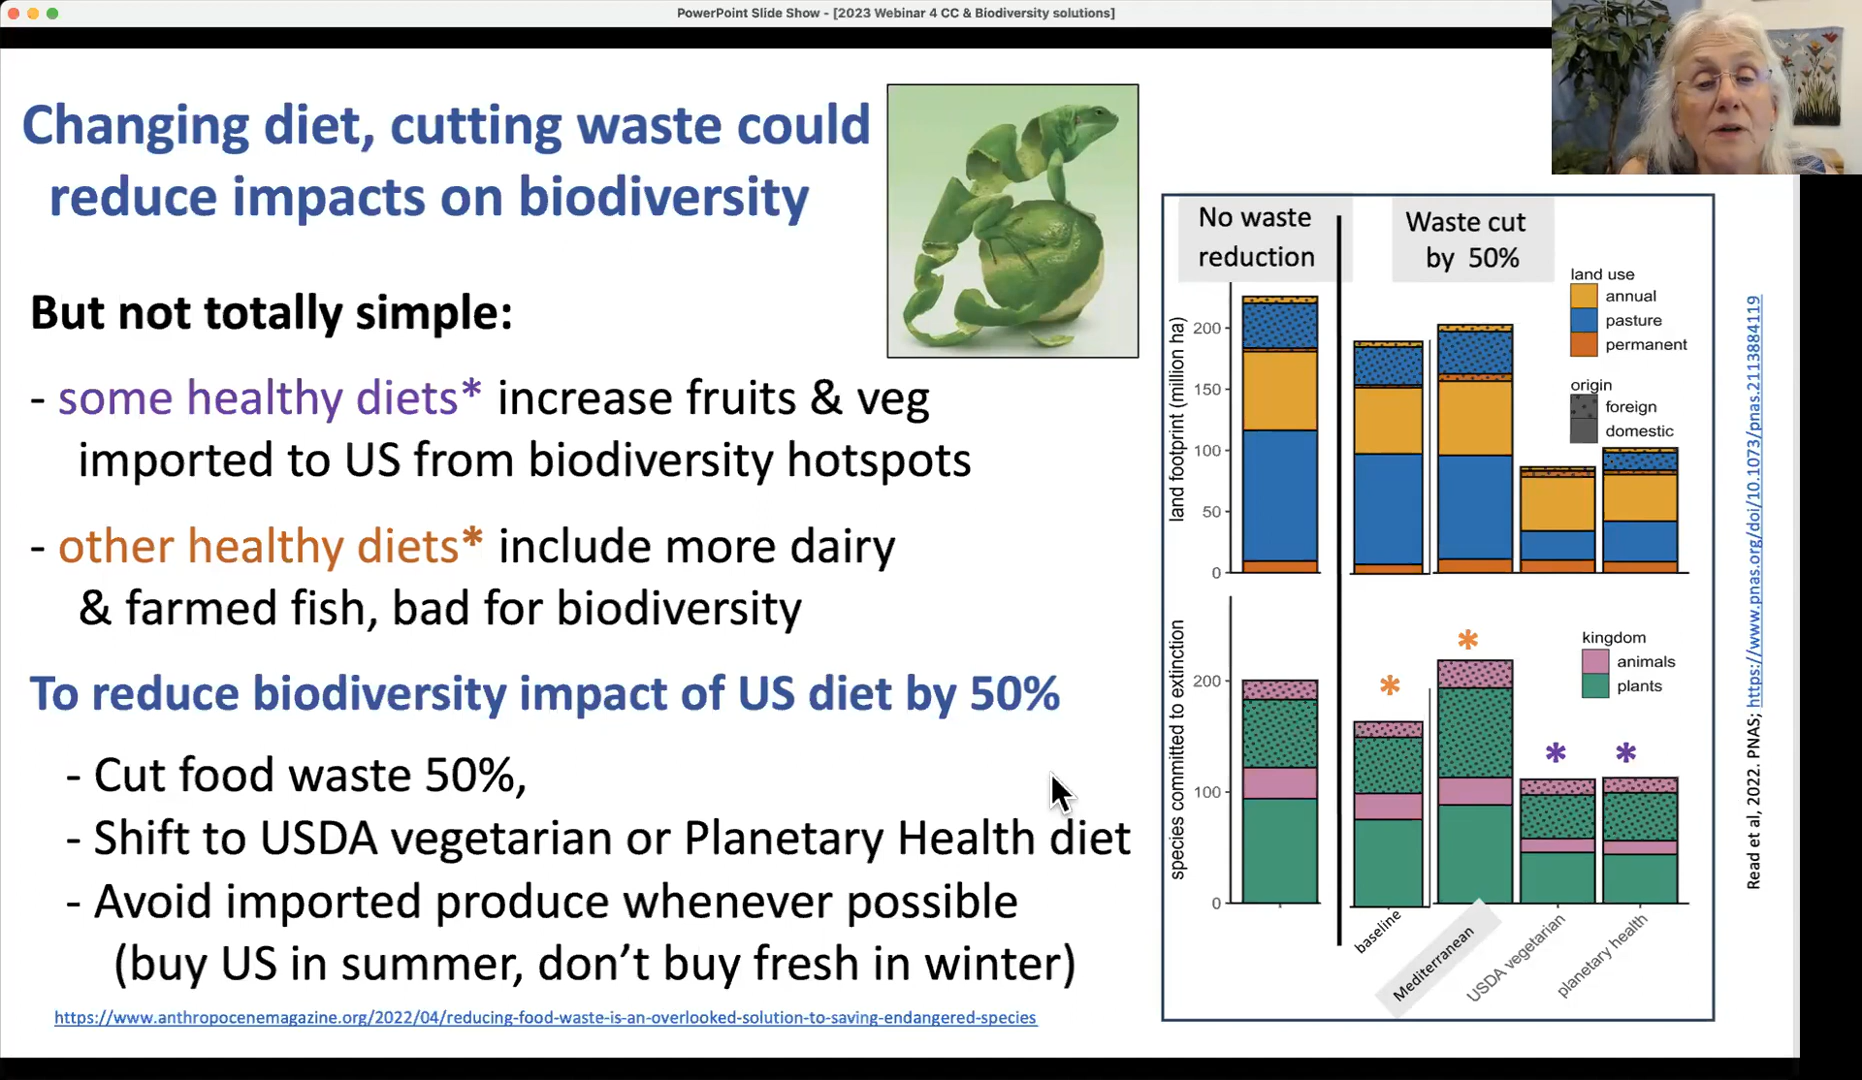 PowerPoint Slide Show - [2023 Webinar 4 CC & Biodiversity solutions]
Changing diet, cutting waste could
reduce impacts on biodiversity
But not totally simple:
- some healthy diets* increase fruits & veg
imported to US from biodiversity hotspots
- other healthy diets* include more dairy
& farmed fish, bad for biodiversity
To reduce biodiversity impact of US diet by 50%
- Cut food waste 50%,
- Shift to USDA vegetarian or Planetary Health diet
- Avoid imported produce whenever possible
(buy US in summer, don't buy fresh in winter)
https://www.anthropocenemagazine.org/2022/04/reducing-food-waste-is-an-overlooked-solution-to-saving-endangered-species
No waste
reduction
Waste cut
by 50%
land use
annual
pasture
permanent
origin
foreign
domestic
land footprint (million ha)
200
150
100
50
0
kingdom
animals
plants
* * * *
species committed to extinction
200
100
0
baseline
Mediterranean
USDA vegetarian
planetary health
Read et al, 2022. PNAS; https://www.pnas.org/doi/10.1073/pnas.2113884119